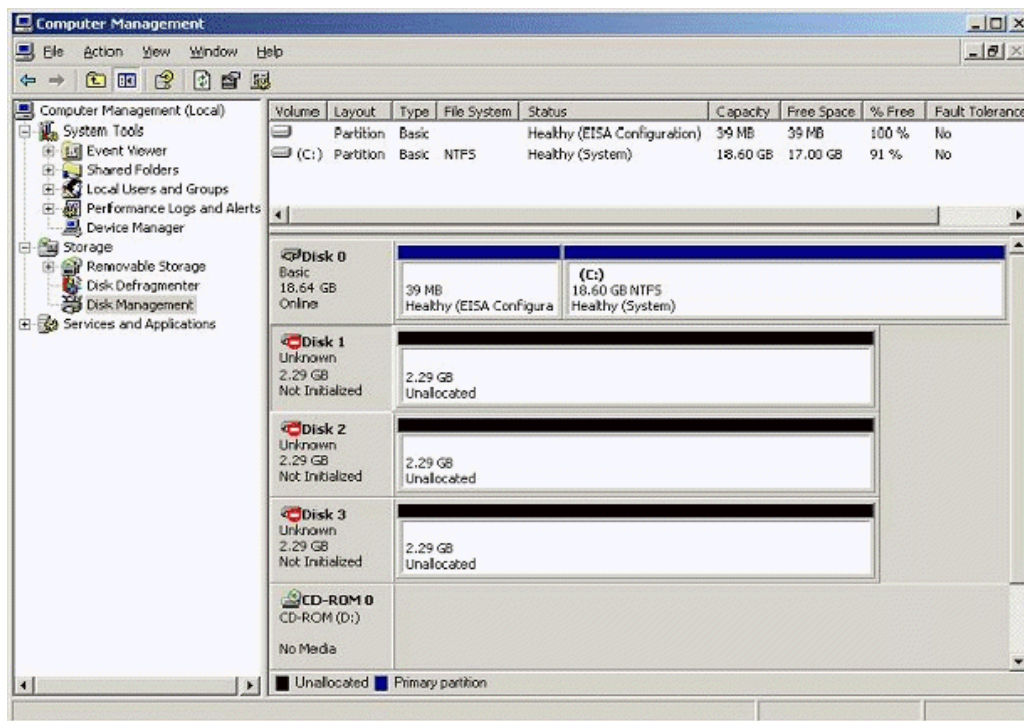 Computer Management
File Action View Window Help
Computer Management (Local)
System Tools
Event Viewer
Shared Folders
Local Users and Groups
Performance Logs and Alerts
Device Manager
Storage
Removable Storage
Disk Defragmenter
Disk Management
Services and Applications
Volume Layout Type File System Status Capacity Free Space % Free Fault Tolerance
Partition Basic Healthy (EISA Configuration) 39 MB 39 MB 100 % No
(C:) Partition Basic NTFS Healthy (System) 18.60 GB 17.00 GB 91 % No
Disk 0
Basic
18.64 GB
Online
39 MB
Healthy (EISA Configura
(C:)
18.60 GB NTFS
Healthy (System)
Disk 1
Unknown
2.29 GB
Not Initialized
2.29 GB
Unallocated
Disk 2
Unknown
2.29 GB
Not Initialized
2.29 GB
Unallocated
Disk 3
Unknown
2.29 GB
Not Initialized
2.29 GB
Unallocated
CD-ROM 0
CD-ROM (D:)
No Media
Unallocated Primary partition